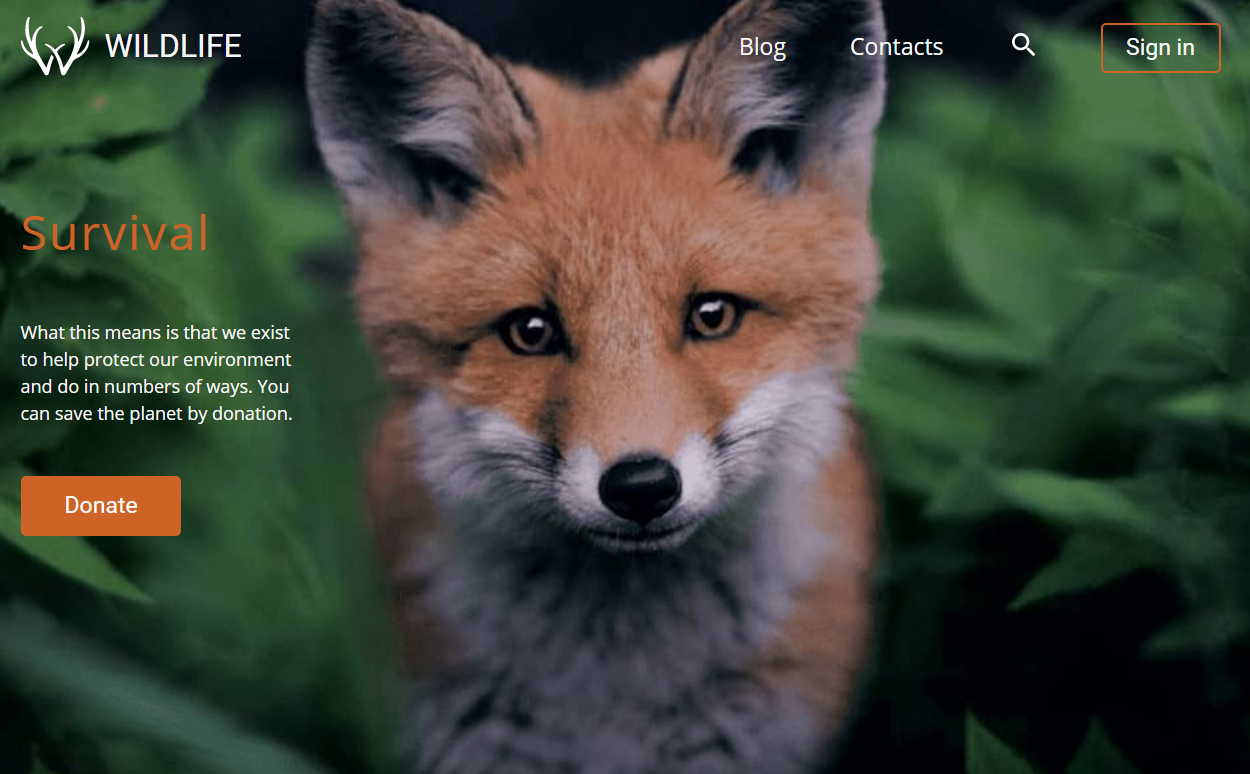 WILDLIFE
Blog
Contacts
Sign in
Survival
What this means is that we exist
to help protect our environment
and do in numbers of ways. You
can save the planet by donation.
Donate